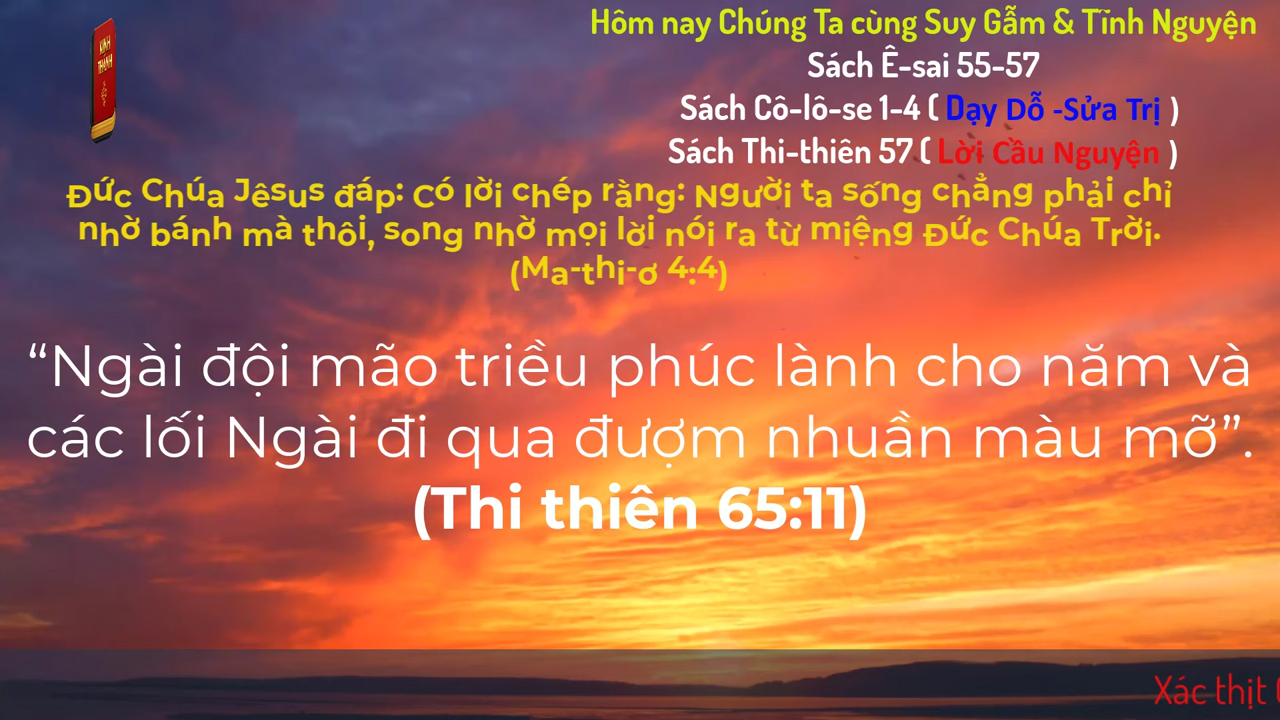 KINH
THÁNH
Hôm nay Chúng Ta cùng Suy Gẫm & Tĩnh Nguyện
Sách Ê-sai 55-57
Sách Cô-lô-se 1-4 ( Dạy Dỗ -Sửa Trị )
Sách Thi-thiên 57 ( Lời Cầu Nguyện )
Đức Chúa Jêsus đáp: Có lời chép rằng: Người ta sống chẳng phải chỉ
nhờ bánh mà thôi, song nhờ mọi lời nói ra từ miệng Đức Chúa Trời.
(Ma-thi-ơ 4:4)
“Ngài đội mão triều phúc lành cho năm và
các lối Ngài đi qua đượm nhuần màu mỡ”.
(Thi thiên 65:11)
Xác thịt